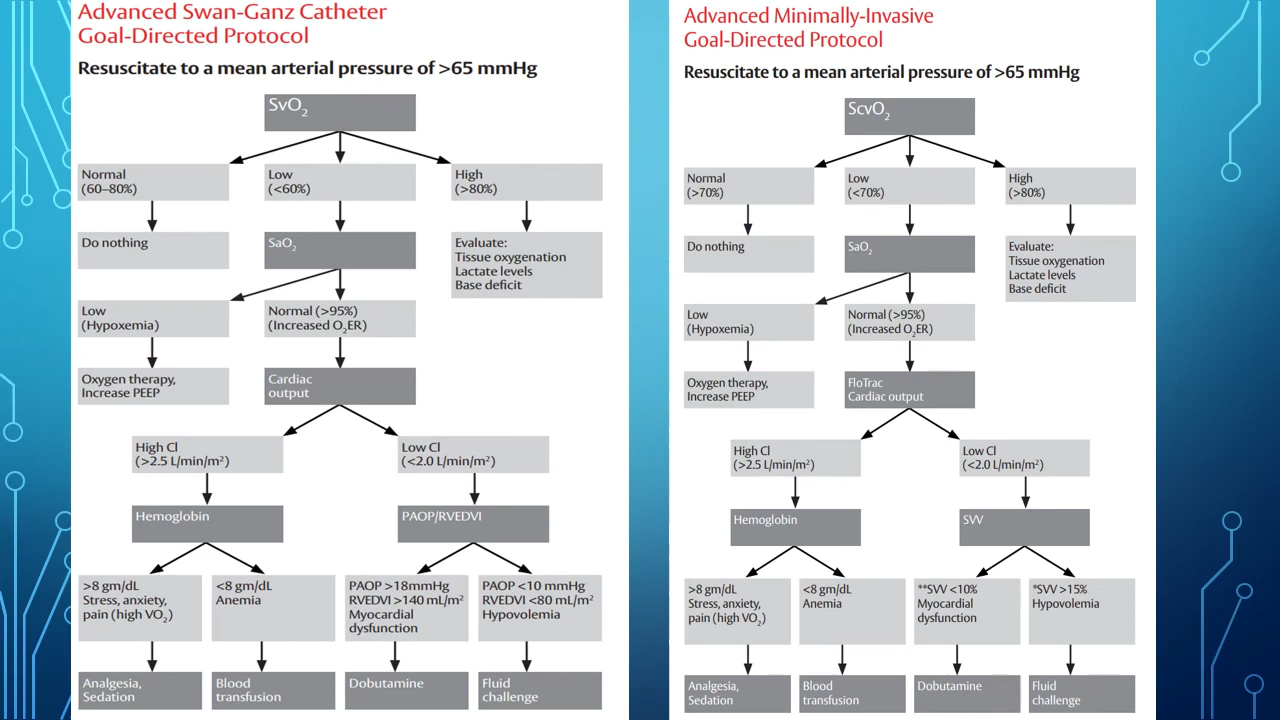 Advanced Swan-Ganz Catheter
Goal-Directed Protocol
Resuscitate to a mean arterial pressure of >65 mmHg
SvO₂
Normal
(60–80%)
Low
(<60%)
High
(>80%)
Do nothing
SaO₂
Evaluate:
Tissue oxygenation
Lactate levels
Base deficit
Low
(Hypoxemia)
Normal (>95%)
(Increased O₂ER)
Oxygen therapy,
Increase PEEP
Cardiac
output
High Cl
(>2.5 L/min/m²)
Low Cl
(<2.0 L/min/m²)
Hemoglobin
PAOP/RVEDVI
>8 gm/dL
Stress, anxiety,
pain (high VO₂)
<8 gm/dL
Anemia
PAOP >18mmHg
RVEDVI >140 mL/m²
Myocardial
dysfunction
PAOP <10 mmHg
RVEDVI <80 mL/m²
Hypovolemia
Analgesia,
Sedation
Blood
transfusion
Dobutamine
Fluid
challenge
Advanced Minimally-Invasive
Goal-Directed Protocol
Resuscitate to a mean arterial pressure of >65 mmHg
ScvO₂
Normal
(>70%)
Low
(<70%)
High
(>80%)
Do nothing
SaO₂
Evaluate:
Tissue oxygenation
Lactate levels
Base deficit
Low
(Hypoxemia)
Normal (>95%)
(Increased O₂ER)
Oxygen therapy,
Increase PEEP
FloTrac
Cardiac output
High Cl
(>2.5 L/min/m²)
Low Cl
(<2.0 L/min/m²)
Hemoglobin
SVV
>8 gm/dL
Stress, anxiety,
pain (high VO₂)
<8 gm/dL
Anemia
**SVV <10%
Myocardial
dysfunction
*SVV >15%
Hypovolemia
Analgesia,
Sedation
Blood
transfusion
Dobutamine
Fluid
challenge